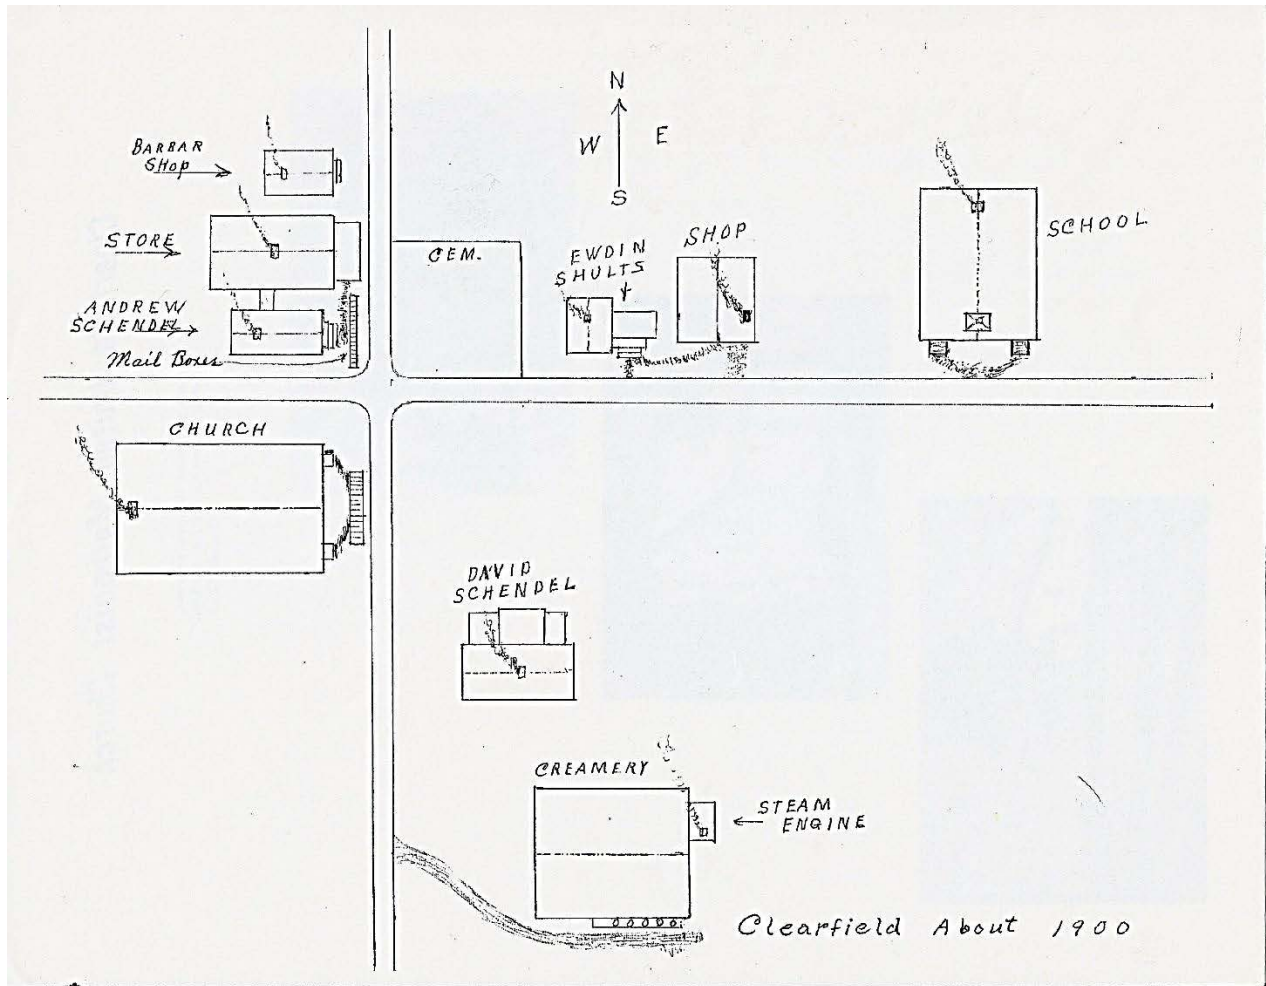 N
W E
S
BARBAR
SHOP
STORE
ANDREW
SCHENDEL
Mail Boxes
CEM.
EWDIN
SHULTS
SHOP
SCHOOL
CHURCH
DAVID
SCHENDEL
CREAMERY
STEAM
ENGINE
Clearfield About 1900